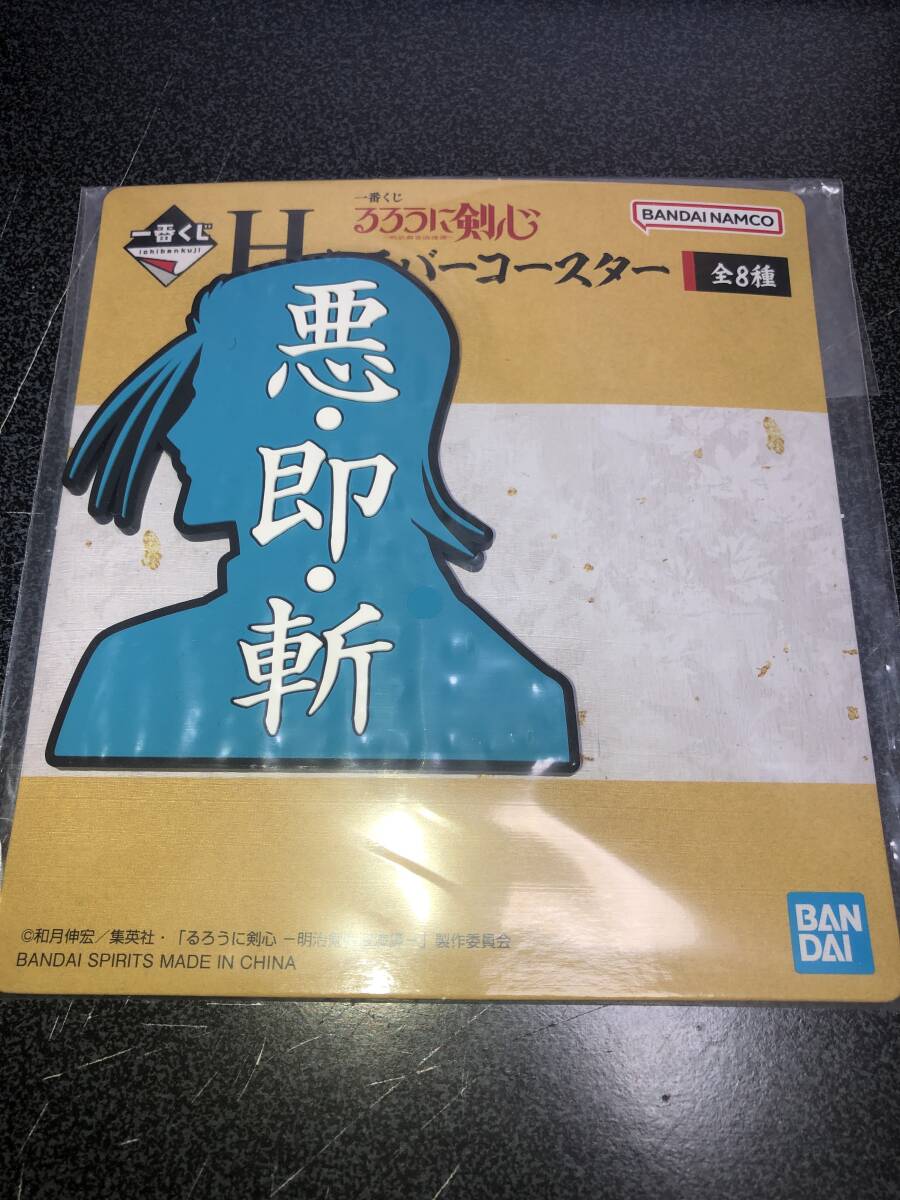 一番くじ
ichibankuji
H
一番くじ
るろうに剣心
バーコースター
全8種
BANDAI NAMCO
悪・即・斬
©和月伸宏／集英社・「るろうに剣心 －明治剣
－」製作委員会
BANDAI SPIRITS MADE IN CHINA
BAN
DAI